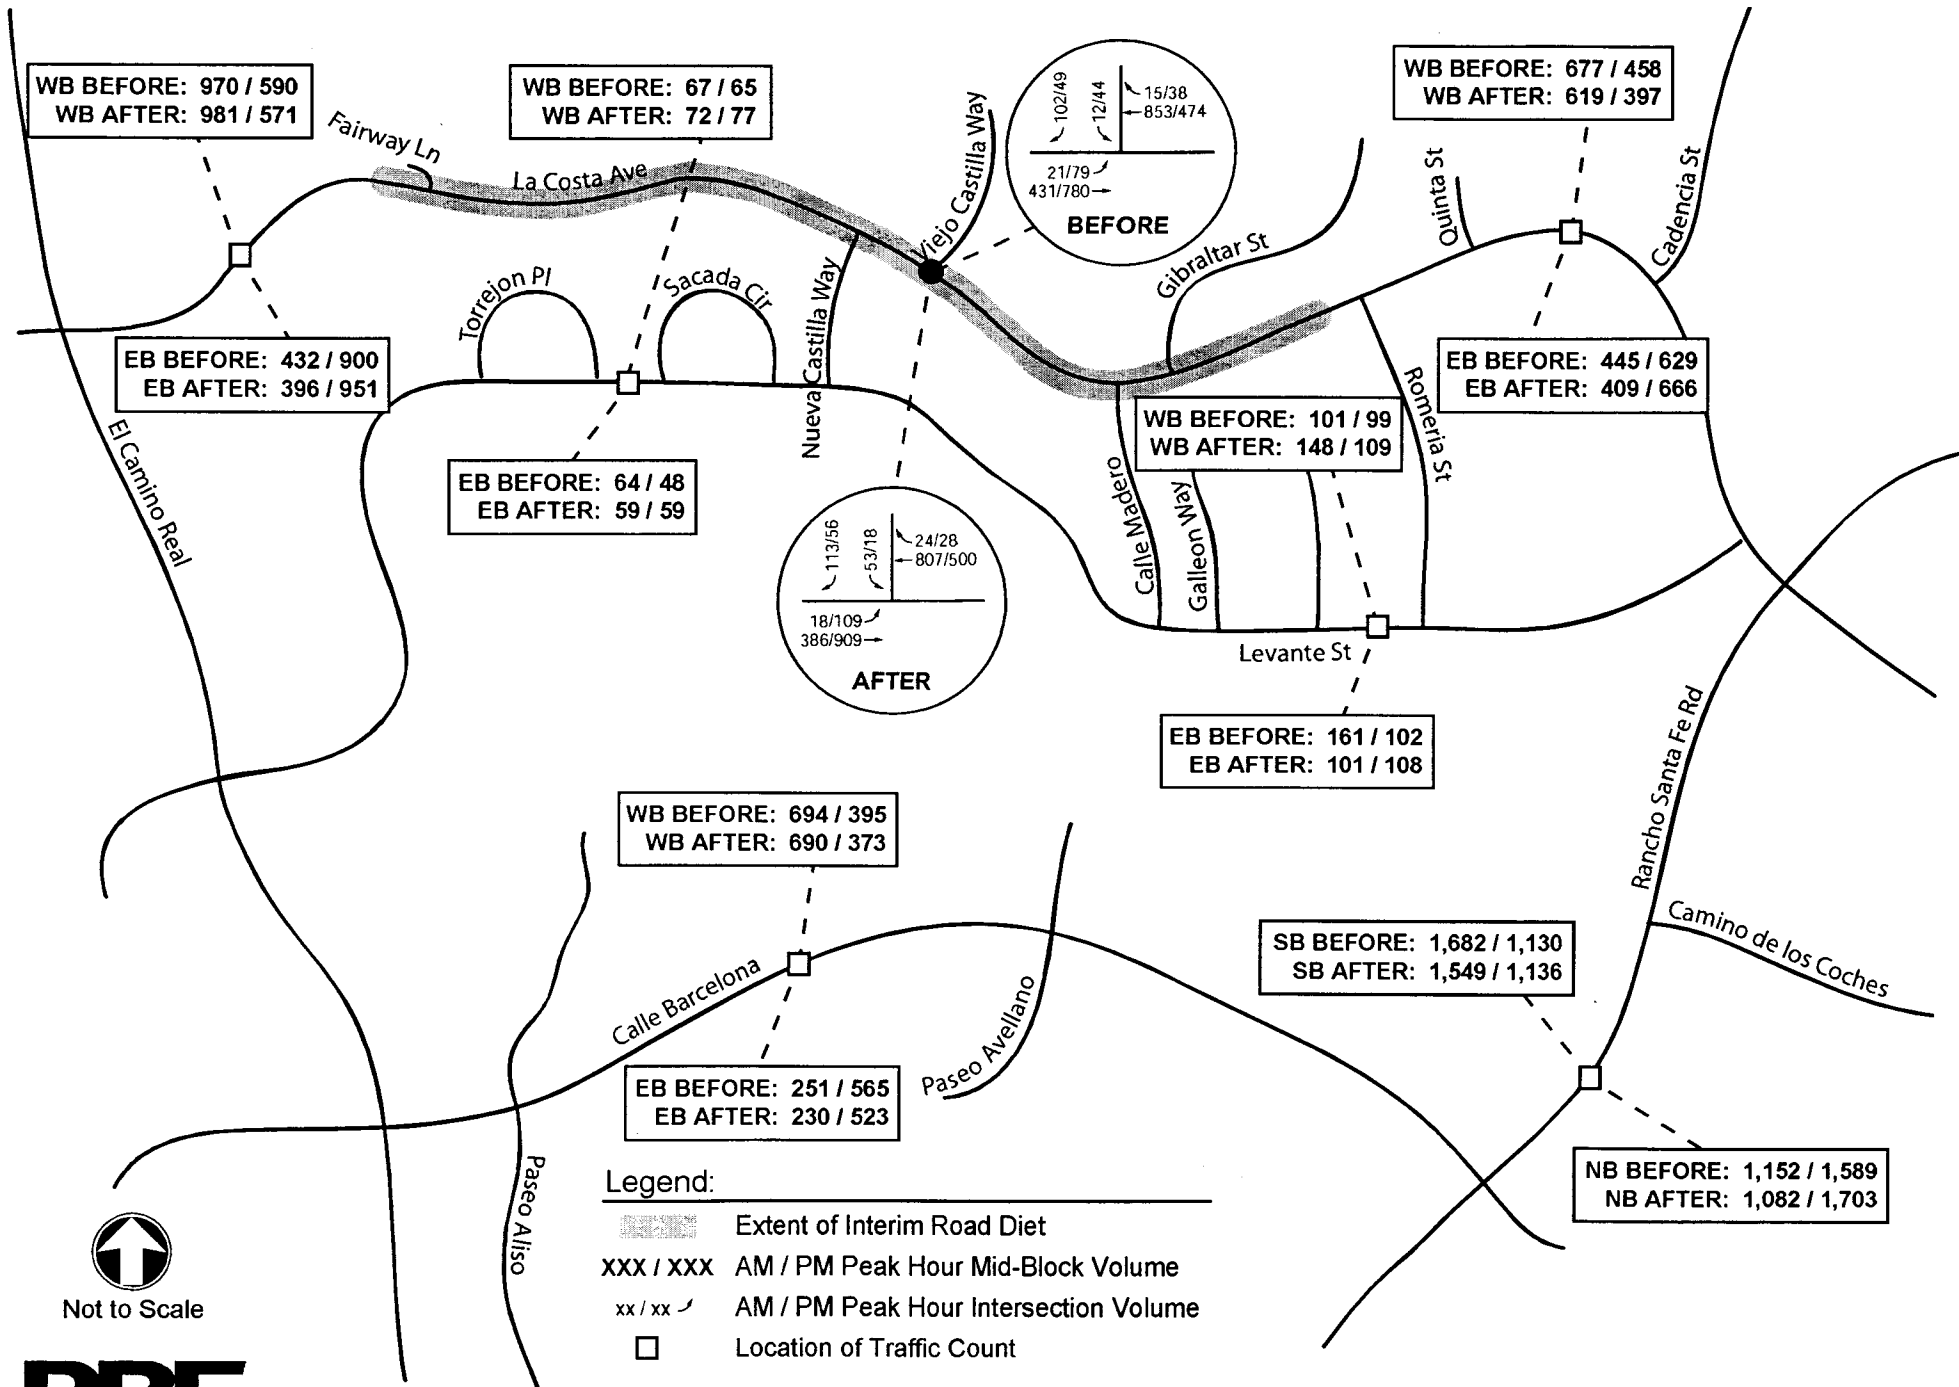 WB BEFORE: 970 / 590
WB AFTER: 981 / 571
Fairway Ln
WB BEFORE: 67 / 65
WB AFTER: 72 / 77
La Costa Ave
Viejo Castilla Way
102/49
12/44
15/38
853/474
21/79
431/780
BEFORE
WB BEFORE: 677 / 458
WB AFTER: 619 / 397
Quinta St
Cadencia St
Gibraltar St
EB BEFORE: 432 / 900
EB AFTER: 396 / 951
Torrejon Pl
Sacada Cir
Nueva Castilla Way
EB BEFORE: 445 / 629
EB AFTER: 409 / 666
WB BEFORE: 101 / 99
WB AFTER: 148 / 109
Romeria St
El Camino Real
EB BEFORE: 64 / 48
EB AFTER: 59 / 59
Calle Madero
Galleon Way
113/56
53/18
24/28
807/500
18/109
386/909
AFTER
Levante St
EB BEFORE: 161 / 102
EB AFTER: 101 / 108
Rancho Santa Fe Rd
WB BEFORE: 694 / 395
WB AFTER: 690 / 373
Camino de los Coches
SB BEFORE: 1,682 / 1,130
SB AFTER: 1,549 / 1,136
Calle Barcelona
Paseo Avellano
EB BEFORE: 251 / 565
EB AFTER: 230 / 523
NB BEFORE: 1,152 / 1,589
NB AFTER: 1,082 / 1,703
Paseo Aliso
Legend:
Extent of Interim Road Diet
XXX / XXX AM / PM Peak Hour Mid-Block Volume
xx / xx AM / PM Peak Hour Intersection Volume
Location of Traffic Count
Not to Scale